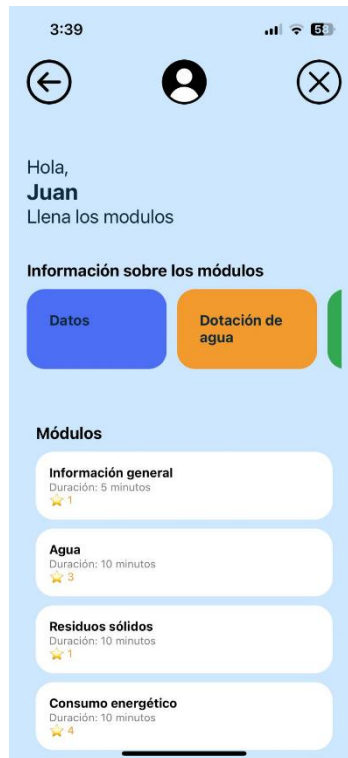 3:39
58
Hola,
Juan
Llena los modulos
Información sobre los módulos
Datos
Dotación de
agua
Módulos
Información general
Duración: 5 minutos
1
Agua
Duración: 10 minutos
3
Residuos sólidos
Duración: 10 minutos
1
Consumo energético
Duración: 10 minutos
4